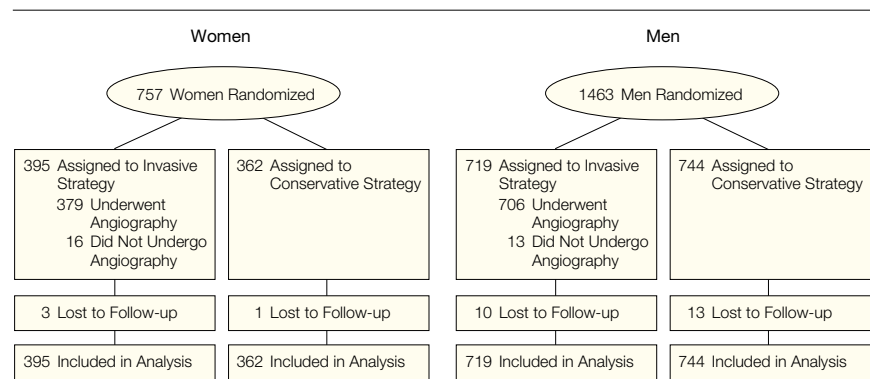 Women
757 Women Randomized
395 Assigned to Invasive
Strategy
379 Underwent
Angiography
16 Did Not Undergo
Angiography
362 Assigned to
Conservative Strategy
3 Lost to Follow-up
1 Lost to Follow-up
395 Included in Analysis
362 Included in Analysis
Men
1463 Men Randomized
719 Assigned to Invasive
Strategy
706 Underwent
Angiography
13 Did Not Undergo
Angiography
744 Assigned to
Conservative Strategy
10 Lost to Follow-up
13 Lost to Follow-up
719 Included in Analysis
744 Included in Analysis